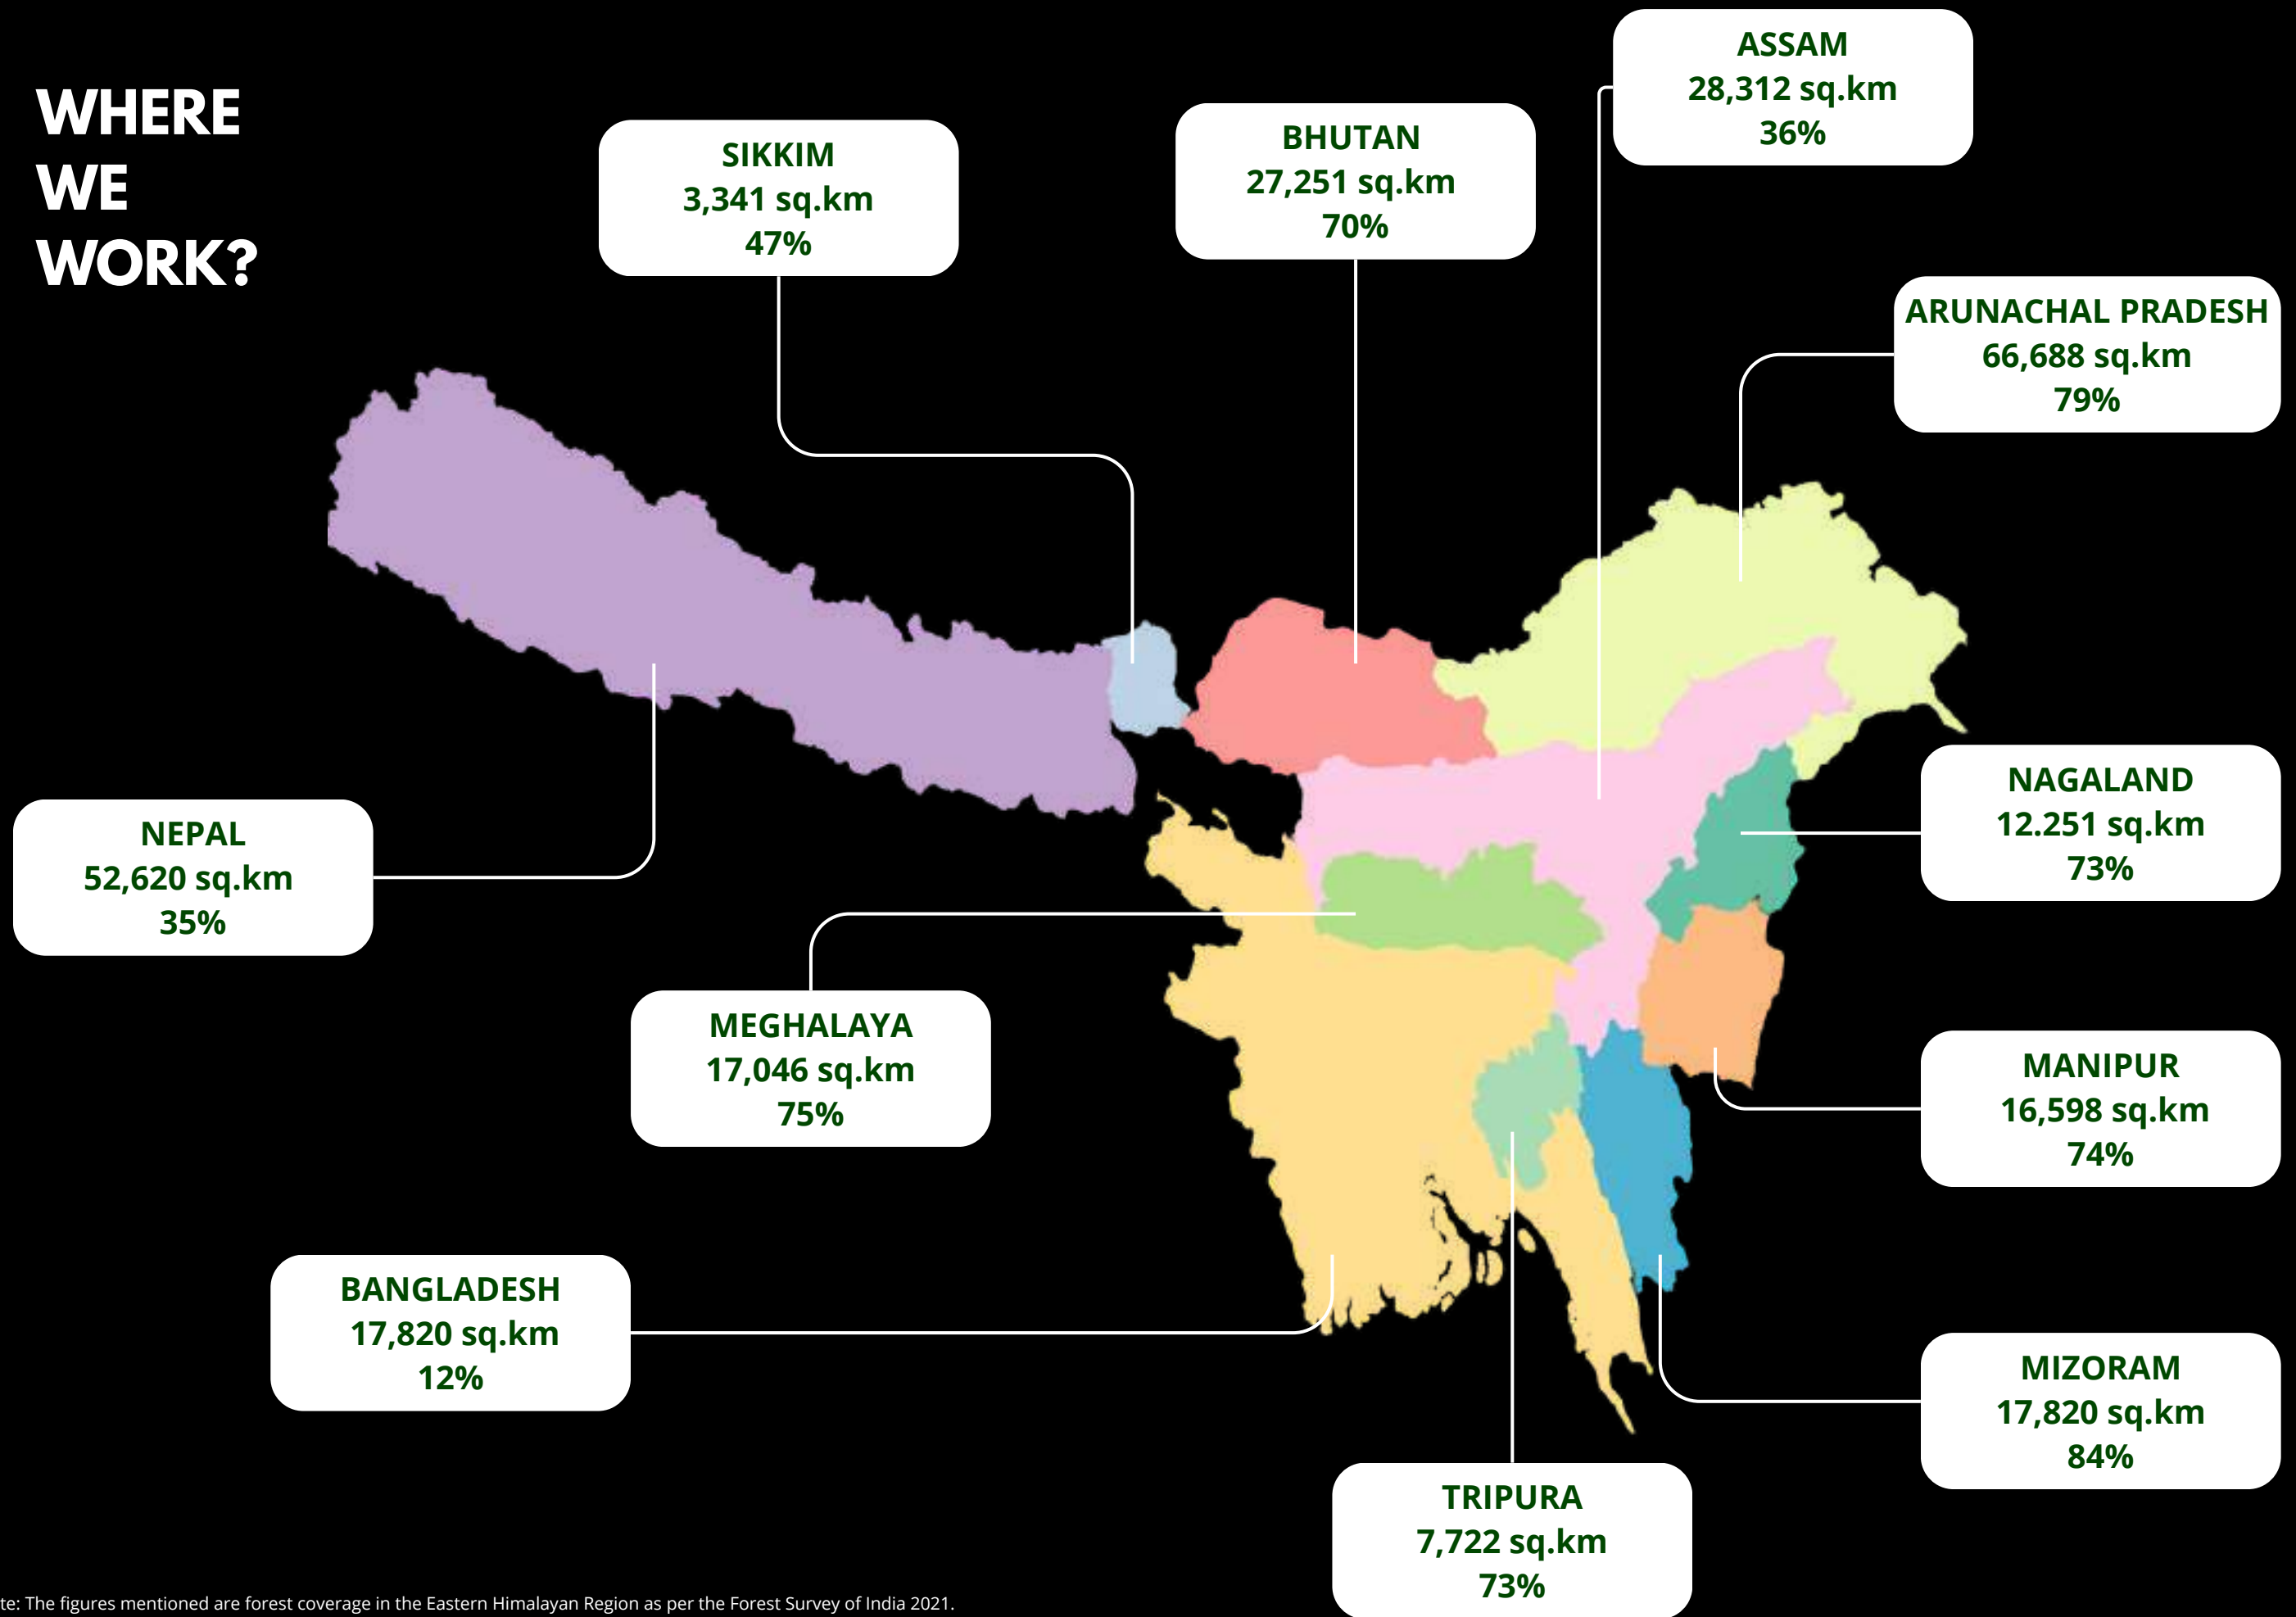 WHERE
WE
WORK?
SIKKIM
3,341 sq.km
47%
BHUTAN
27,251 sq.km
70%
ASSAM
28,312 sq.km
36%
ARUNACHAL PRADESH
66,688 sq.km
79%
NEPAL
52,620 sq.km
35%
NAGALAND
12.251 sq.km
73%
MEGHALAYA
17,046 sq.km
75%
MANIPUR
16,598 sq.km
74%
BANGLADESH
17,820 sq.km
12%
MIZORAM
17,820 sq.km
84%
TRIPURA
7,722 sq.km
73%
te: The figures mentioned are forest coverage in the Eastern Himalayan Region as per the Forest Survey of India 2021.